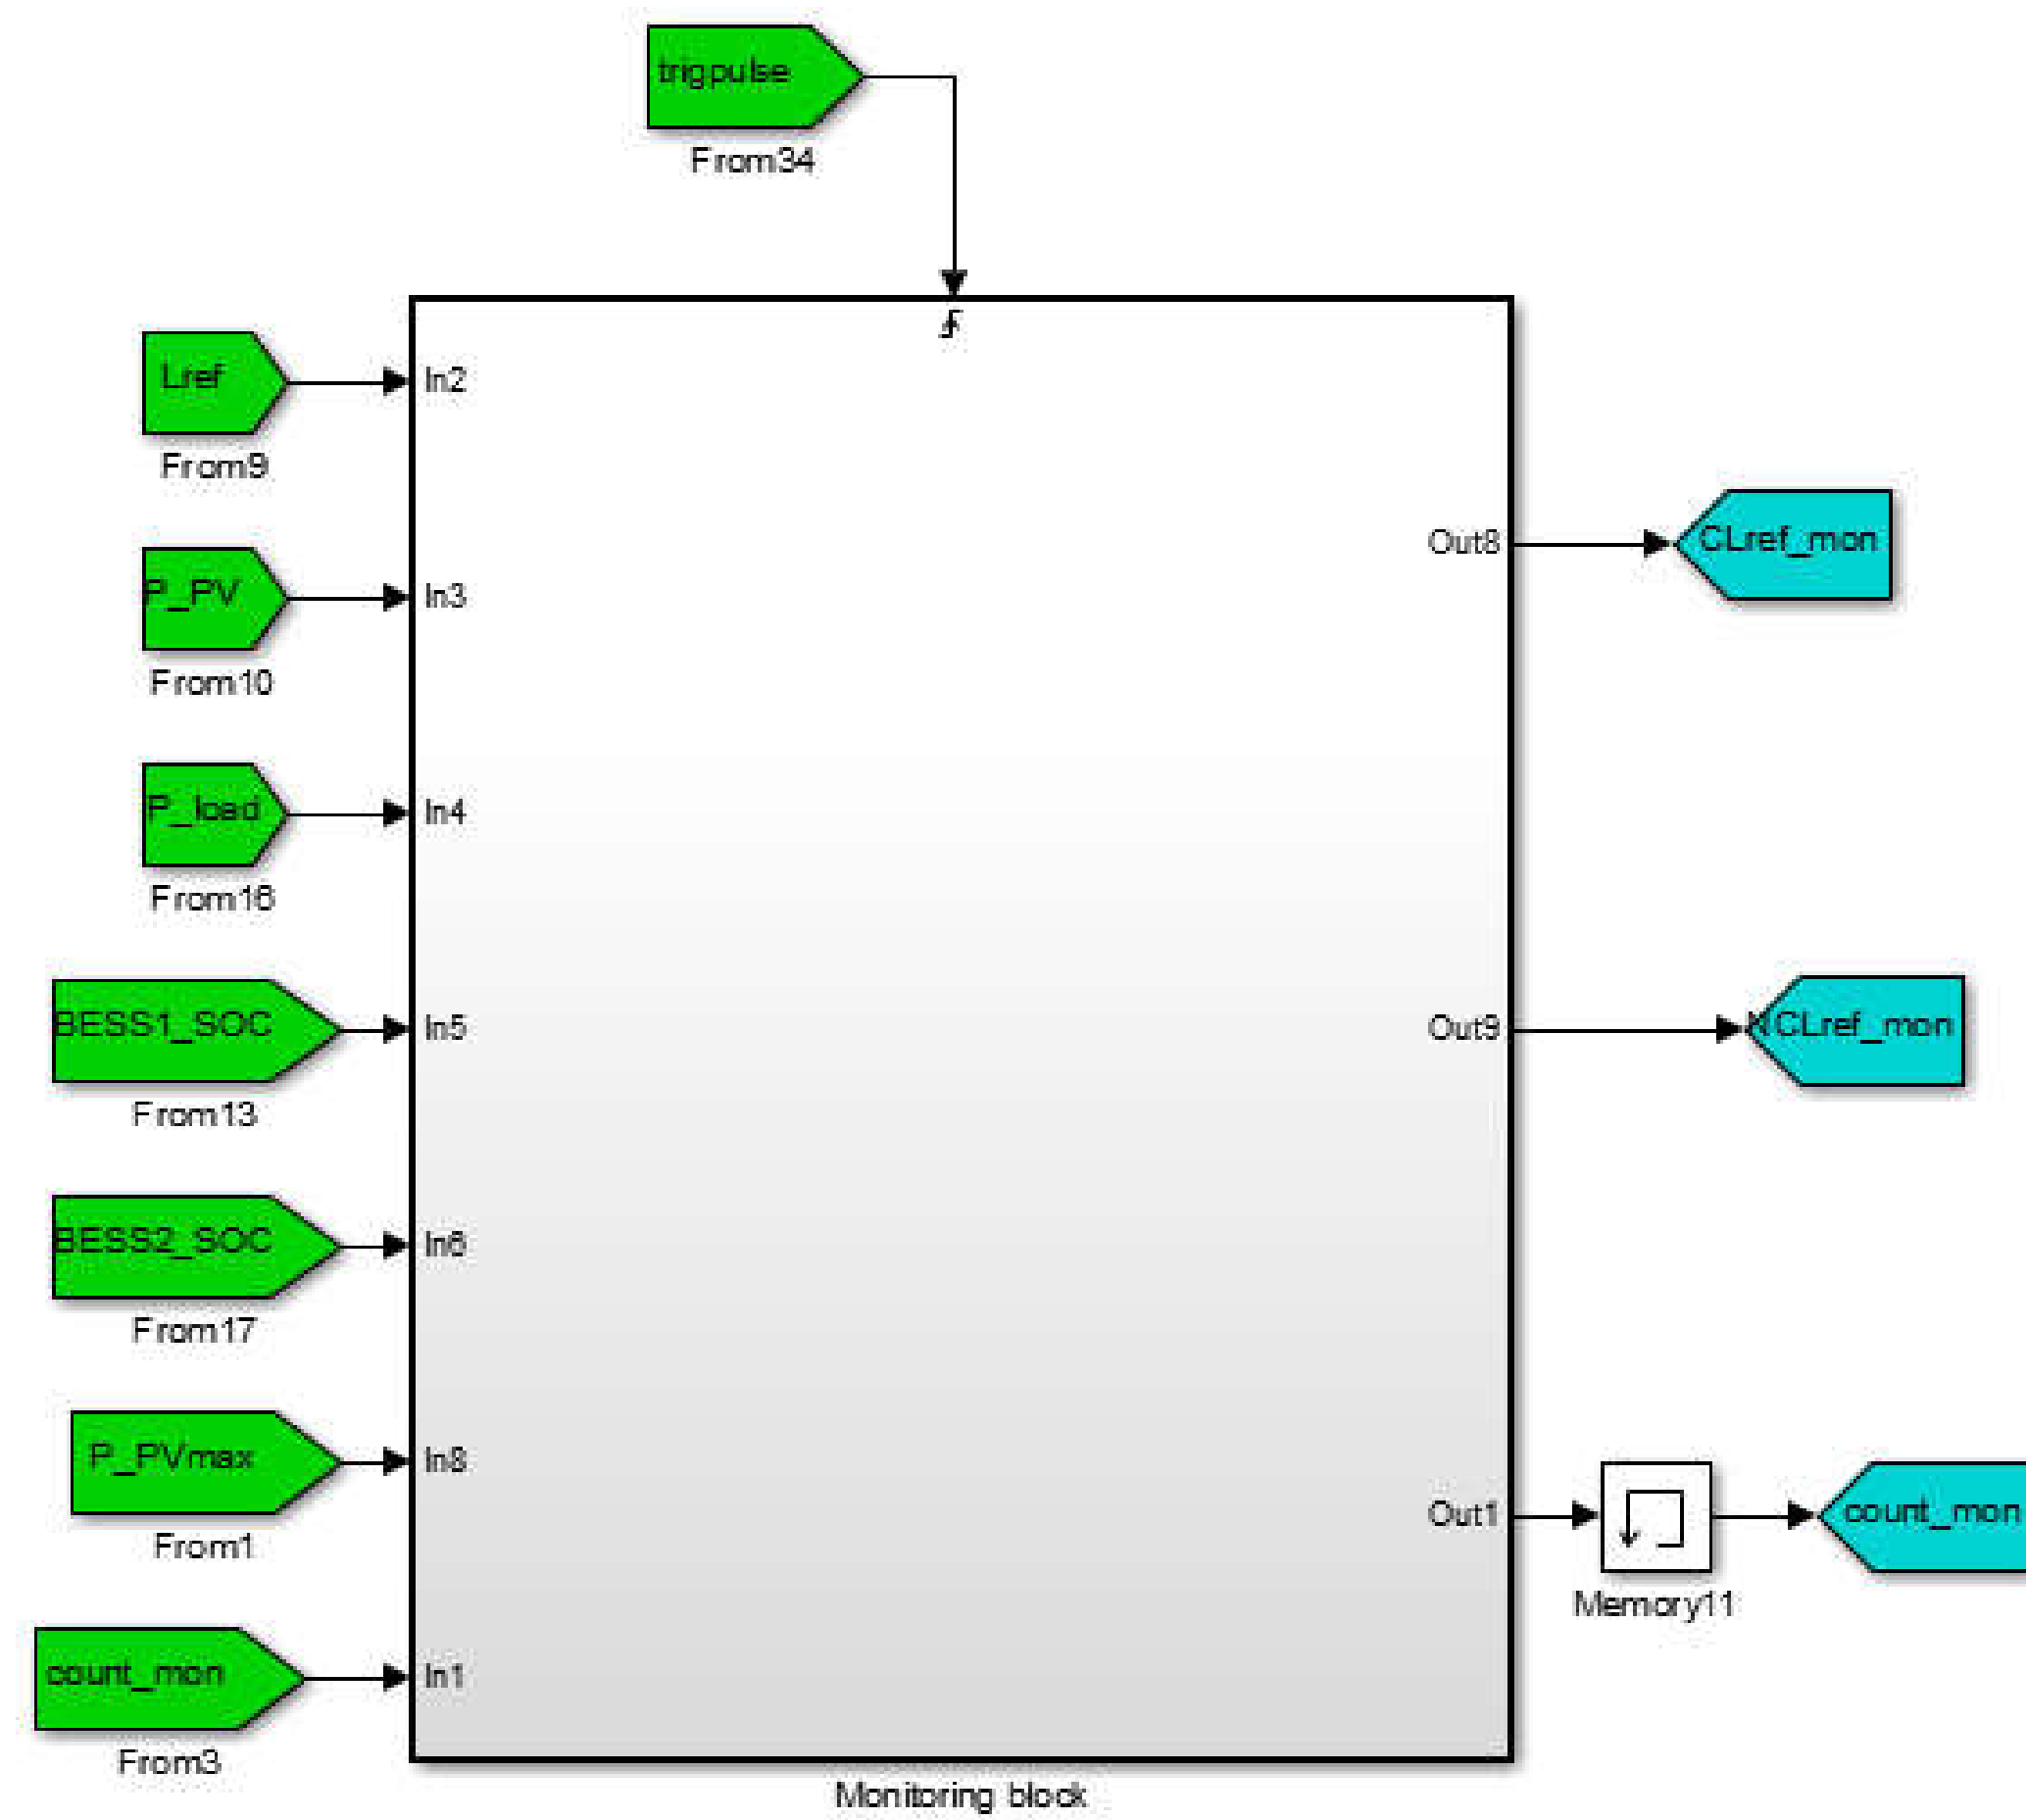 trigpulse
From34
Lref
In2
From9
P_PV
In3
From10
Out8
CLref_mon
P_load
In4
From16
BESS1_SOC
In5
From13
Out9
NCLref_mon
BESS2_SOC
In6
From17
P_PVmax
In8
From1
Out1
count_mon
Memory11
count_mon
In1
From3
Monitoring block